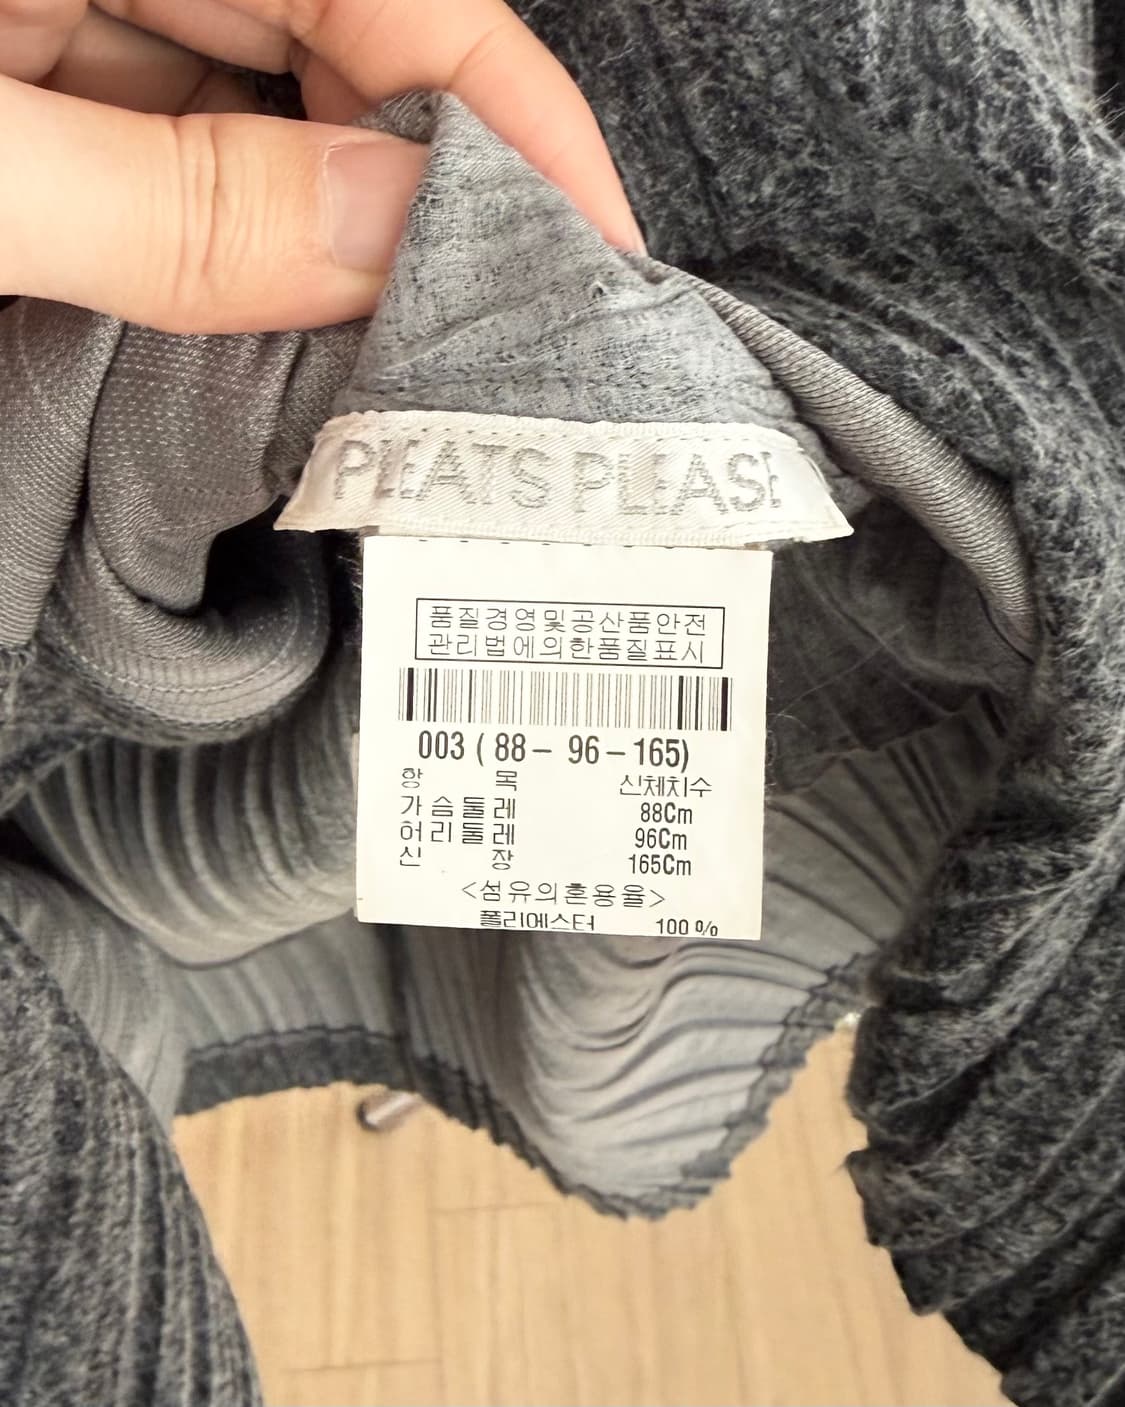 PLEATS PLEASE
품질경영및공산품안전
관리법에의한품질표시
003 ( 88 – 96 – 165)
항 목 신체치수
가슴둘레 88Cm
허리둘레 96Cm
신 장 165Cm
<섬유의혼용율>
폴리에스터 100 %